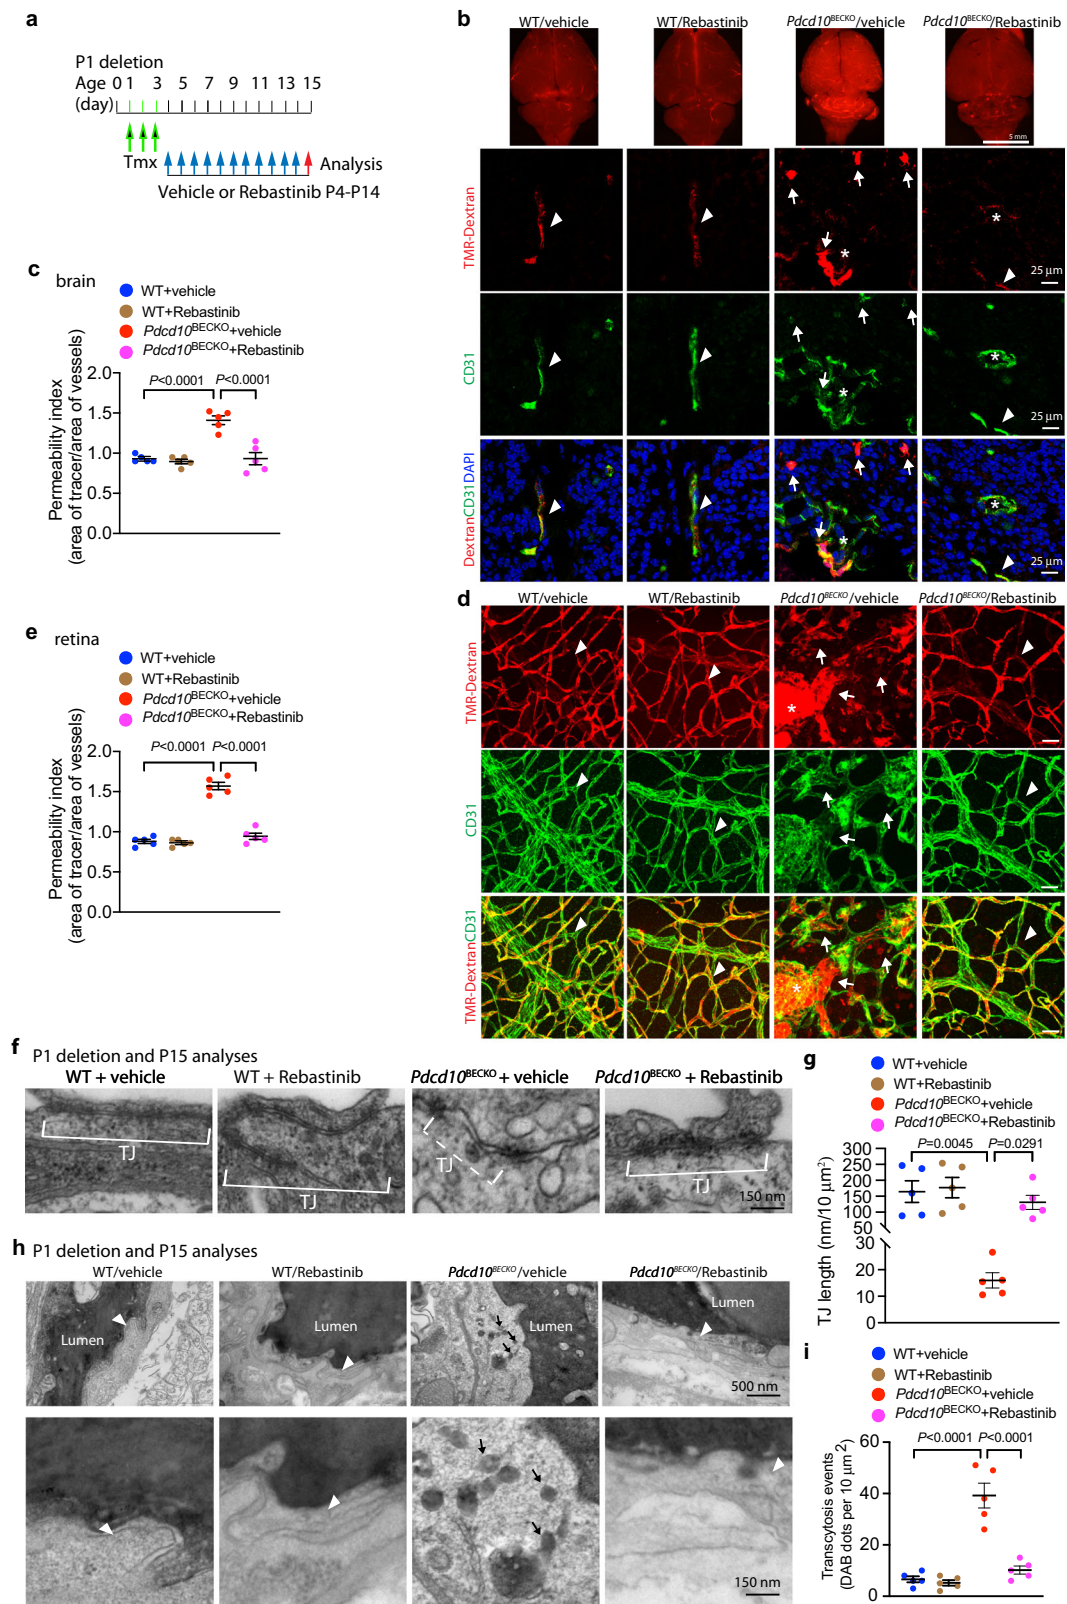 a
P1 deletion
Age 0 1 3 5 7 9 11 13 15
(day)
Tmx
Analysis
Vehicle or Rebastinib P4-P14
b
WT/vehicle WT/Rebastinib Pdcd10BECKO/vehicle Pdcd10BECKO/Rebastinib
5 mm
TMR-Dextran
* *
25 µm
CD31
* *
25 µm
DextranCD31DAPI
* *
25 µm
c brain
WT+vehicle
WT+Rebastinib
Pdcd10BECKO+vehicle
Pdcd10BECKO+Rebastinib
Permeability index
(area of tracer/area of vessels)
2.0
1.5
1.0
0.5
0.0
P<0.0001 P<0.0001
d
WT/vehicle WT/Rebastinib Pdcd10BECKO/vehicle Pdcd10BECKO/Rebastinib
TMR-Dextran
*
CD31
TMR-DextranCD31
*
e retina
WT+vehicle
WT+Rebastinib
Pdcd10BECKO+vehicle
Pdcd10BECKO+Rebastinib
Permeability index
(area of tracer/area of vessels)
2.0
1.5
1.0
0.5
0.0
P<0.0001 P<0.0001
f P1 deletion and P15 analyses
WT + vehicle WT + Rebastinib Pdcd10BECKO + vehicle Pdcd10BECKO + Rebastinib
TJ TJ TJ TJ
150 nm
g
WT+vehicle
WT+Rebastinib
Pdcd10BECKO+vehicle
Pdcd10BECKO+Rebastinib
TJ length (nm/10 µm2)
P=0.0045 P=0.0291
300
250
200
150
100
50
30
20
10
0
h P1 deletion and P15 analyses
WT/vehicle WT/Rebastinib Pdcd10BECKO/vehicle Pdcd10BECKO/Rebastinib
Lumen Lumen Lumen Lumen
500 nm
150 nm
i
WT+vehicle
WT+Rebastinib
Pdcd10BECKO+vehicle
Pdcd10BECKO+Rebastinib
Transcytosis events
(DAB dots per 10 µm2)
P<0.0001 P<0.0001
60
40
20
0